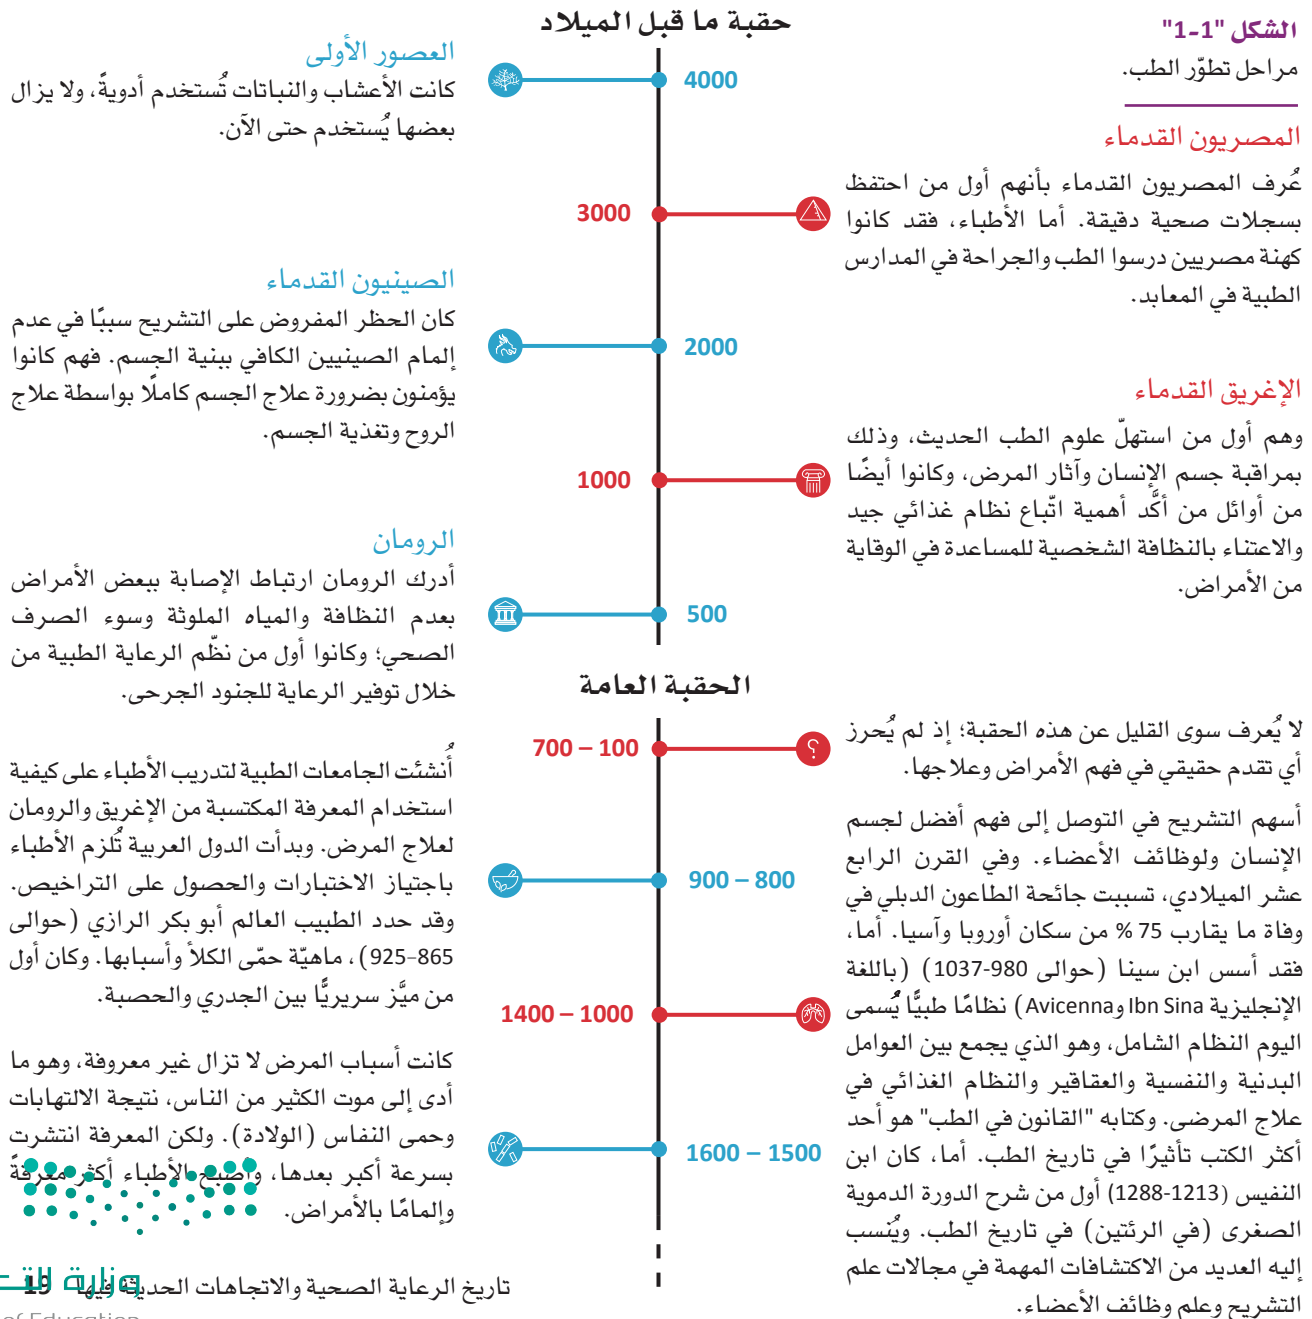 الشكل "1-1"
مراحل تطوّر الطب.
حقبة ما قبل الميلاد
4000
العصور الأولى
كانت الأعشاب والنباتات تُستخدم أدويةً، ولا يزال
بعضها يُستخدم حتى الآن.
المصريون القدماء
عُرف المصريون القدماء بأنهم أول من احتفظ
بسجلات صحية دقيقة. أما الأطباء، فقد كانوا
كهنة مصريين درسوا الطب والجراحة في المدارس
الطبية في المعابد.
3000
الصينيون القدماء
كان الحظر المفروض على التشريح سببًا في عدم
إلمام الصينيين الكافي ببنية الجسم. فهم كانوا
يؤمنون بضرورة علاج الجسم كاملًا بواسطة علاج
الروح وتغذية الجسم.
2000
الإغريق القدماء
وهم أول من استهلّ علوم الطب الحديث، وذلك
بمراقبة جسم الإنسان وآثار المرض، وكانوا أيضًا
من أوائل من أكَّد أهمية اتّباع نظام غذائي جيد
والاعتناء بالنظافة الشخصية للمساعدة في الوقاية
من الأمراض.
1000
الرومان
أدرك الرومان ارتباط الإصابة ببعض الأمراض
بعدم النظافة والمياه الملوثة وسوء الصرف
الصحي؛ وكانوا أول من نظّم الرعاية الطبية من
خلال توفير الرعاية للجنود الجرحى.
500
الحقبة العامة
لا يُعرف سوى القليل عن هذه الحقبة؛ إذ لم يُحرز
أي تقدم حقيقي في فهم الأمراض وعلاجها.
؟
100 – 700
أُنشئت الجامعات الطبية لتدريب الأطباء على كيفية
استخدام المعرفة المكتسبة من الإغريق والرومان
لعلاج المرض. وبدأت الدول العربية تُلزم الأطباء
باجتياز الاختبارات والحصول على التراخيص.
وقد حدد الطبيب العالم أبو بكر الرازي (حوالى
865–925)، ماهيّة حمّى الكلأ وأسبابها. وكان أول
من ميَّز سريريًّا بين الجدري والحصبة.
800 – 900
أسهم التشريح في التوصل إلى فهم أفضل لجسم
الإنسان ولوظائف الأعضاء. وفي القرن الرابع
عشر الميلادي، تسببت جائحة الطاعون الدبلي في
وفاة ما يقارب 75 % من سكان أوروبا وآسيا. أما،
فقد أسس ابن سينا (حوالى 980-1037) (باللغة
الإنجليزية Ibn Sina وAvicenna) نظامًا طبيًّا يُسمى
اليوم النظام الشامل، وهو الذي يجمع بين العوامل
البدنية والنفسية والعقاقير والنظام الغذائي في
علاج المرضى. وكتابه "القانون في الطب" هو أحد
أكثر الكتب تأثيرًا في تاريخ الطب. أما، كان ابن
النفيس (1213-1288) أول من شرح الدورة الدموية
الصغرى (في الرئتين) في تاريخ الطب. ويُنسب
إليه العديد من الاكتشافات المهمة في مجالات علم
التشريح وعلم وظائف الأعضاء.
1000 – 1400
كانت أسباب المرض لا تزال غير معروفة، وهو ما
أدى إلى موت الكثير من الناس، نتيجة الالتهابات
وحمى النفاس (الولادة). ولكن المعرفة انتشرت
بسرعة أكبر بعدها، وأصبح الأطباء أكثر معرفةً
وإلمامًا بالأمراض.
1500 – 1600
تاريخ الرعاية الصحية والاتجاهات الحديثة فيها 19
وزارة
of Education